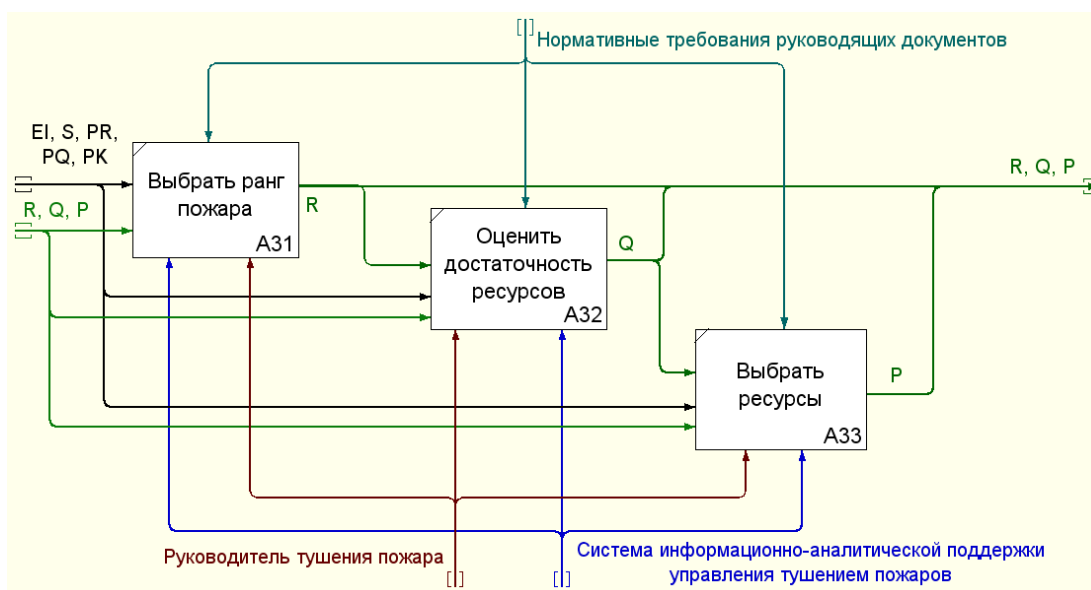 Нормативные требования руководящих документов
EI, S, PR,
PQ, PK
R, Q, P
Выбрать ранг
пожара
A31
R
R, Q, P
Оценить
достаточность
ресурсов
A32
Q
Выбрать
ресурсы
A33
P
Руководитель тушения пожара
Система информационно-аналитической поддержки
управления тушением пожаров